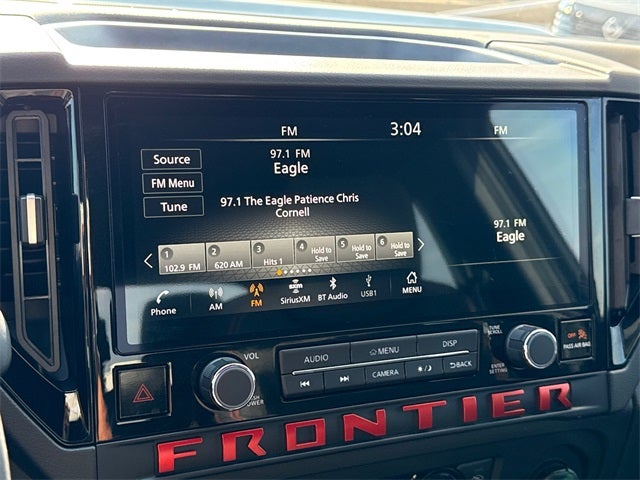 FM 3:04 FM
97.1 FM
Eagle
Source
FM Menu
Tune
97.1 The Eagle Patience Chris
Cornell
97.1 FM
Eagle
1 2 3 4 Hold to Save 5 Hold to Save 6 Hold to Save
102.9 FM 620 AM Hits 1
Phone AM FM SiriusXM BT Audio USB1 MENU
VOL
PUSH POWER
AUDIO MENU DISP
CAMERA BACK
TUNE SCROLL
ENTER SETTING
PASS AIR BAG
FRONTIER